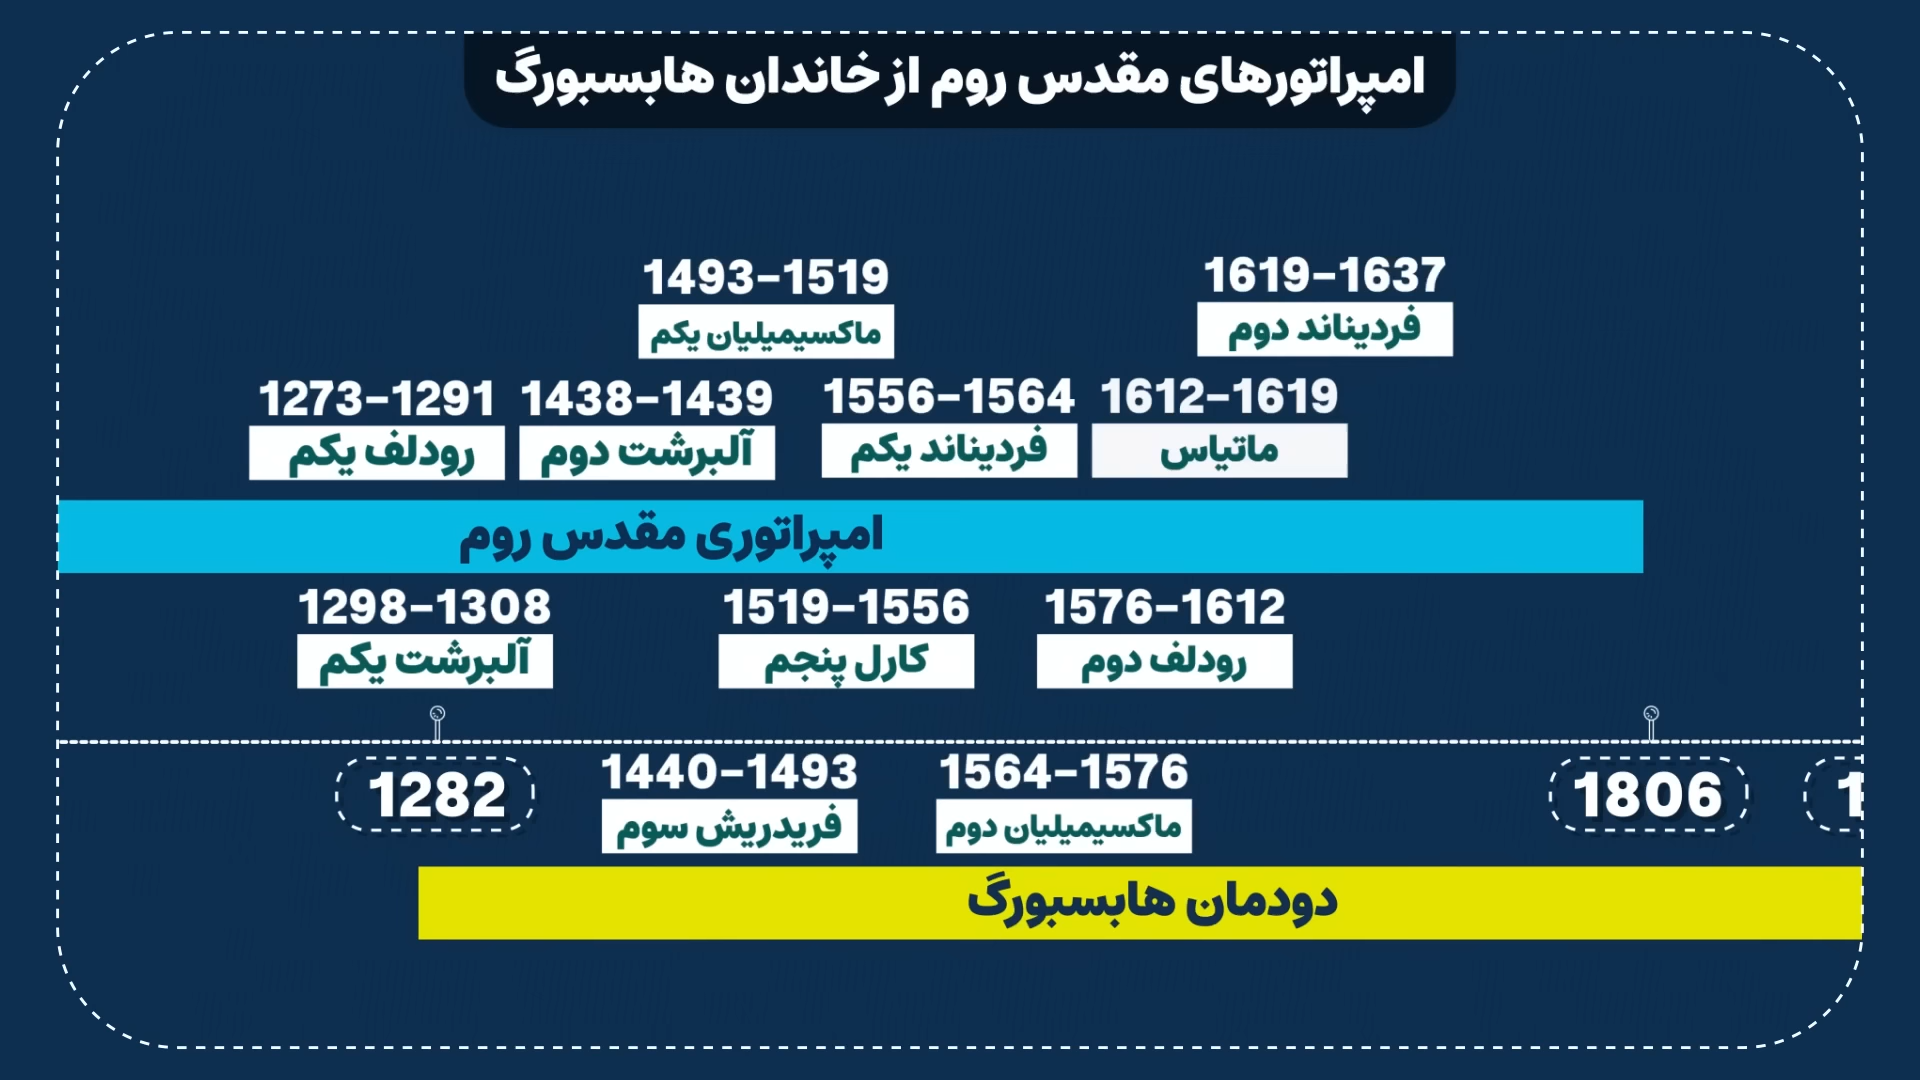 امپراتورهای مقدس روم از خاندان هابسبورگ
1493–1519
ماکسیمیلیان یکم
1619–1637
فردیناند دوم
1273–1291
رودلف یکم
1438–1439
آلبرشت دوم
1556–1564
فردیناند یکم
1612–1619
ماتیاس
امپراتوری مقدس روم
1298–1308
آلبرشت یکم
1519–1556
کارل پنجم
1576–1612
رودلف دوم
1282
1440–1493
فریدریش سوم
1564–1576
ماکسیمیلیان دوم
1806
دودمان هابسبورگ